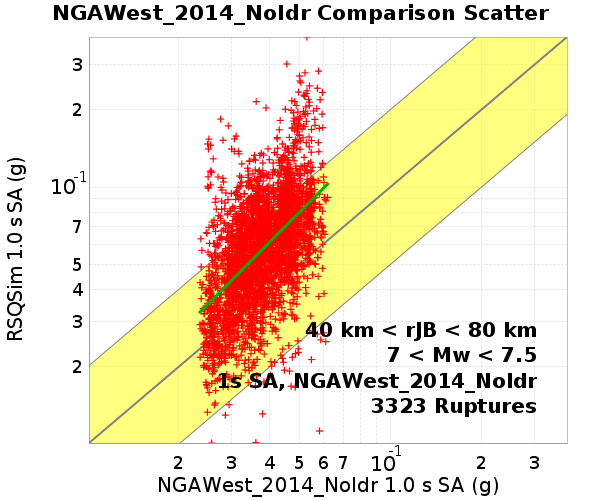 NGAWest_2014_NoIdr Comparison Scatter
3
2
10-1
7
5
4
3
2
RSQSim 1.0 s SA (g)
40 km < rJB < 80 km
7 < Mw < 7.5
1s SA, NGAWest_2014_NoIdr
3323 Ruptures
2 3 4 5 6 7 10-1 2 3
NGAWest_2014_NoIdr 1.0 s SA (g)